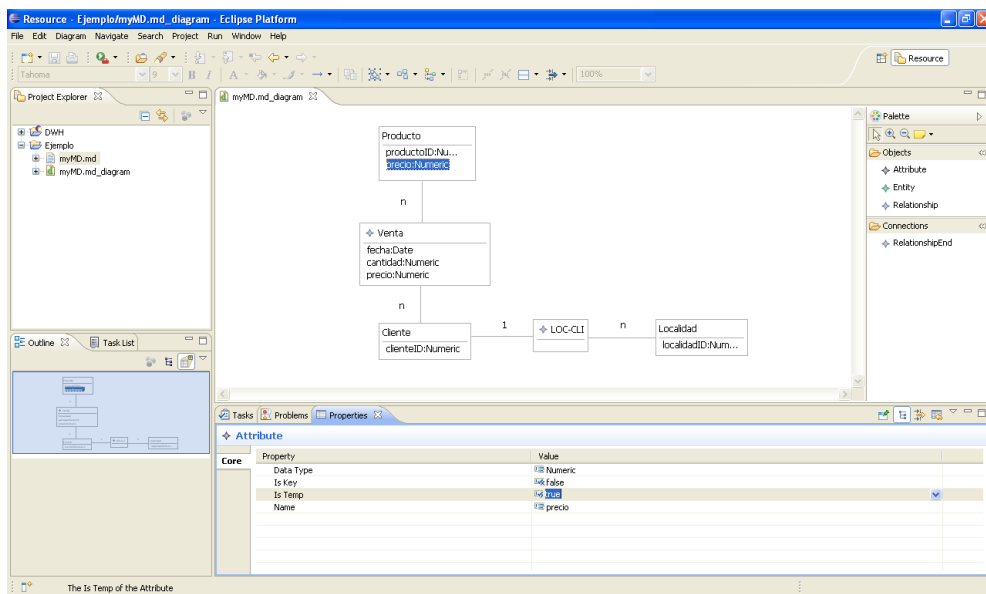 Resource - Ejemplo/myMD.md_diagram - Eclipse Platform
File Edit Diagram Navigate Search Project Run Window Help
Resource
Tahoma 9 B I A 100%
Project Explorer
DWH
Ejemplo
myMD.md
myMD.md_diagram
myMD.md_diagram
Producto
productoID:Nu...
precio:Numeric
n
Venta
fecha:Date
cantidad:Numeric
precio:Numeric
n
Cliente
clienteID:Numeric
1
LOC-CLI
n
Localidad
localidadID:Num...
Palette
Objects
Attribute
Entity
Relationship
Connections
RelationshipEnd
Outline Task List
Tasks Problems Properties
Attribute
Core
Property Value
Data Type Numeric
Is Key false
Is Temp true
Name precio
The Is Temp of the Attribute